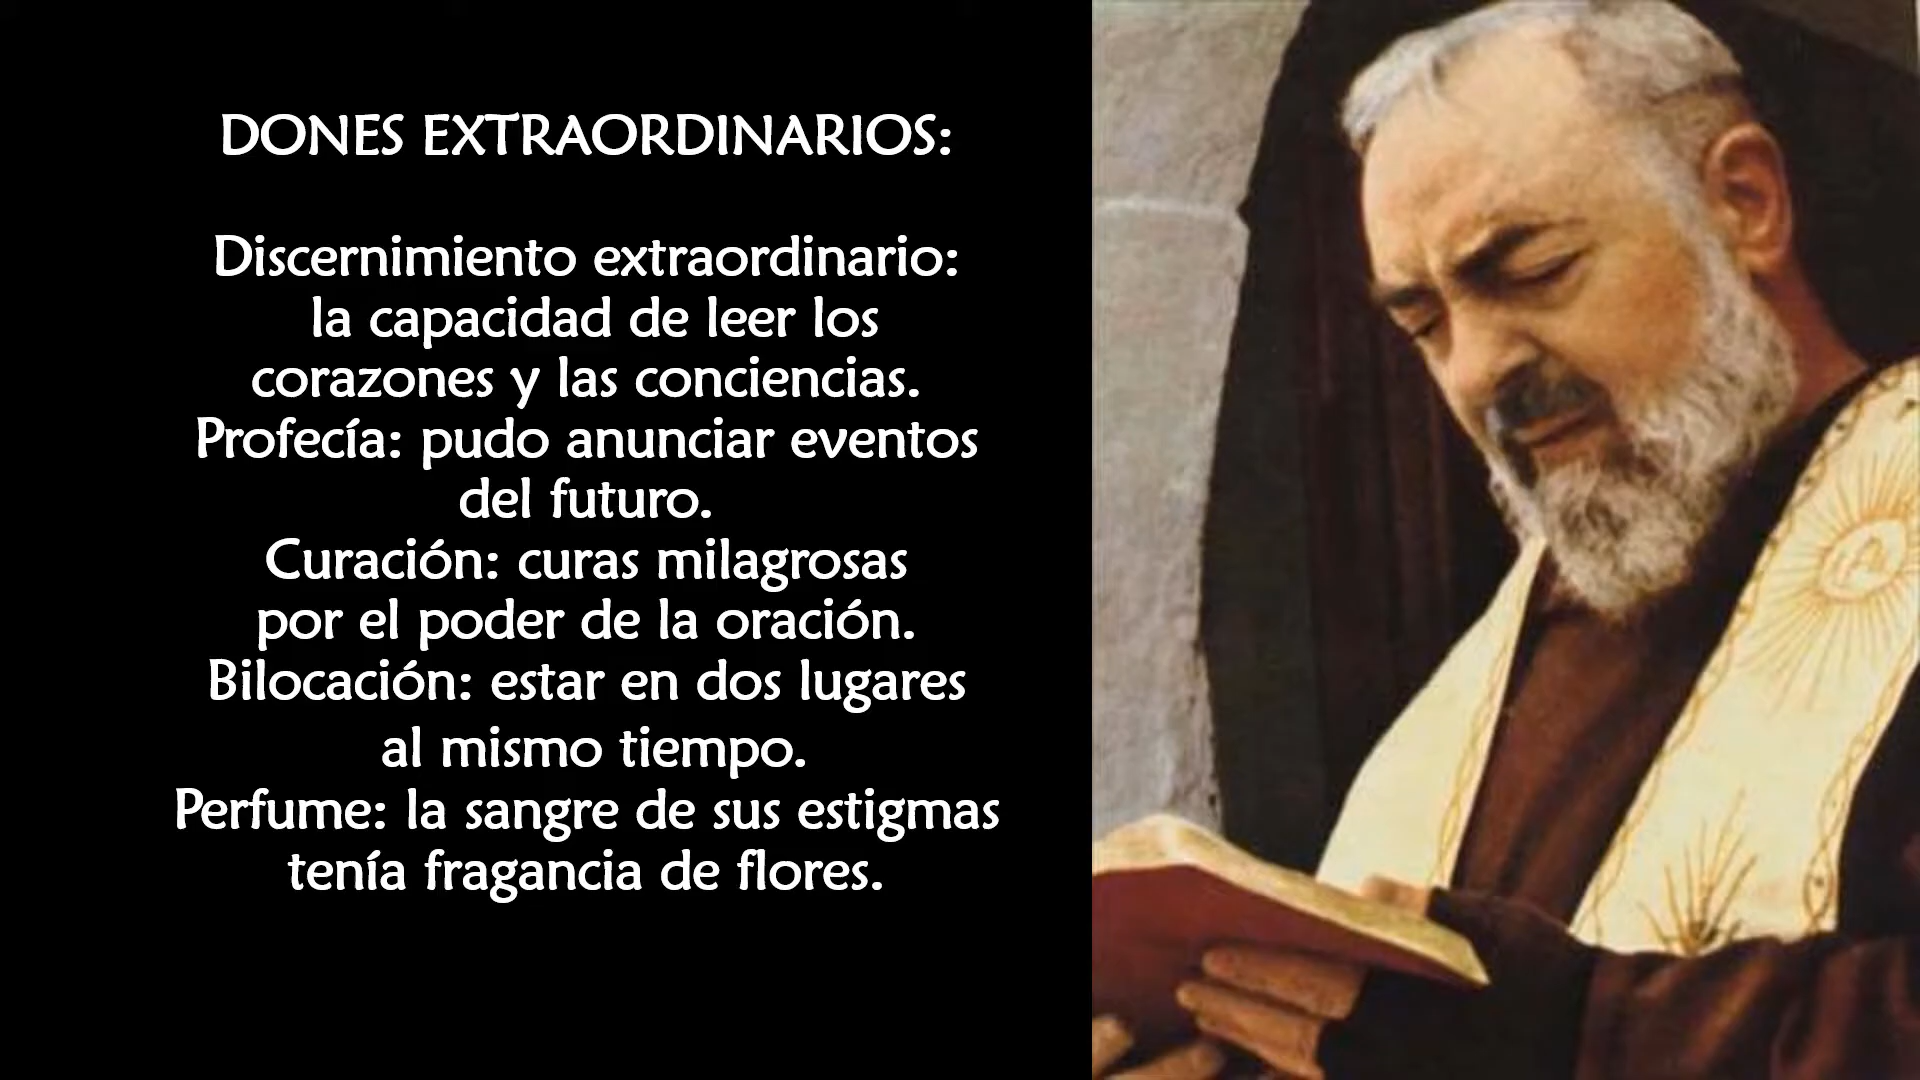 DONES EXTRAORDINARIOS:
Discernimiento extraordinario:
la capacidad de leer los
corazones y las conciencias.
Profecía: pudo anunciar eventos
del futuro.
Curación: curas milagrosas
por el poder de la oración.
Bilocación: estar en dos lugares
al mismo tiempo.
Perfume: la sangre de sus estigmas
tenía fragancia de flores.